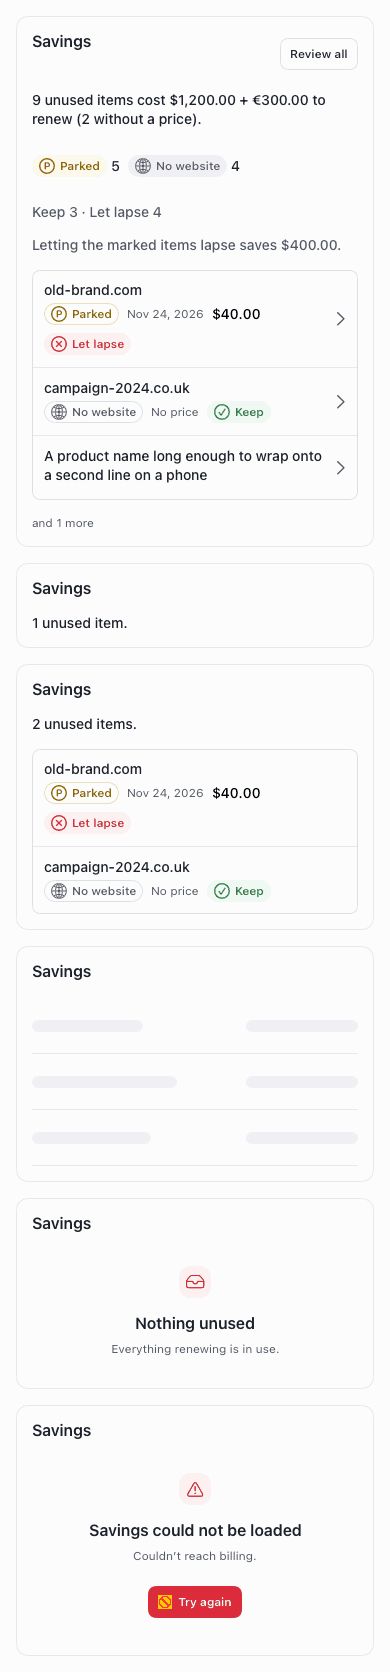 Savings
Review all
9 unused items cost $1,200.00 + €300.00 to
renew (2 without a price).
P Parked 5 No website 4
Keep 3 · Let lapse 4
Letting the marked items lapse saves $400.00.
old-brand.com
P Parked Nov 24, 2026 $40.00
Let lapse
campaign-2024.co.uk
No website No price Keep
A product name long enough to wrap onto
a second line on a phone
and 1 more
Savings
1 unused item.
Savings
2 unused items.
old-brand.com
P Parked Nov 24, 2026 $40.00
Let lapse
campaign-2024.co.uk
No website No price Keep
Savings
Savings
Nothing unused
Everything renewing is in use.
Savings
Savings could not be loaded
Couldn't reach billing.
Try again